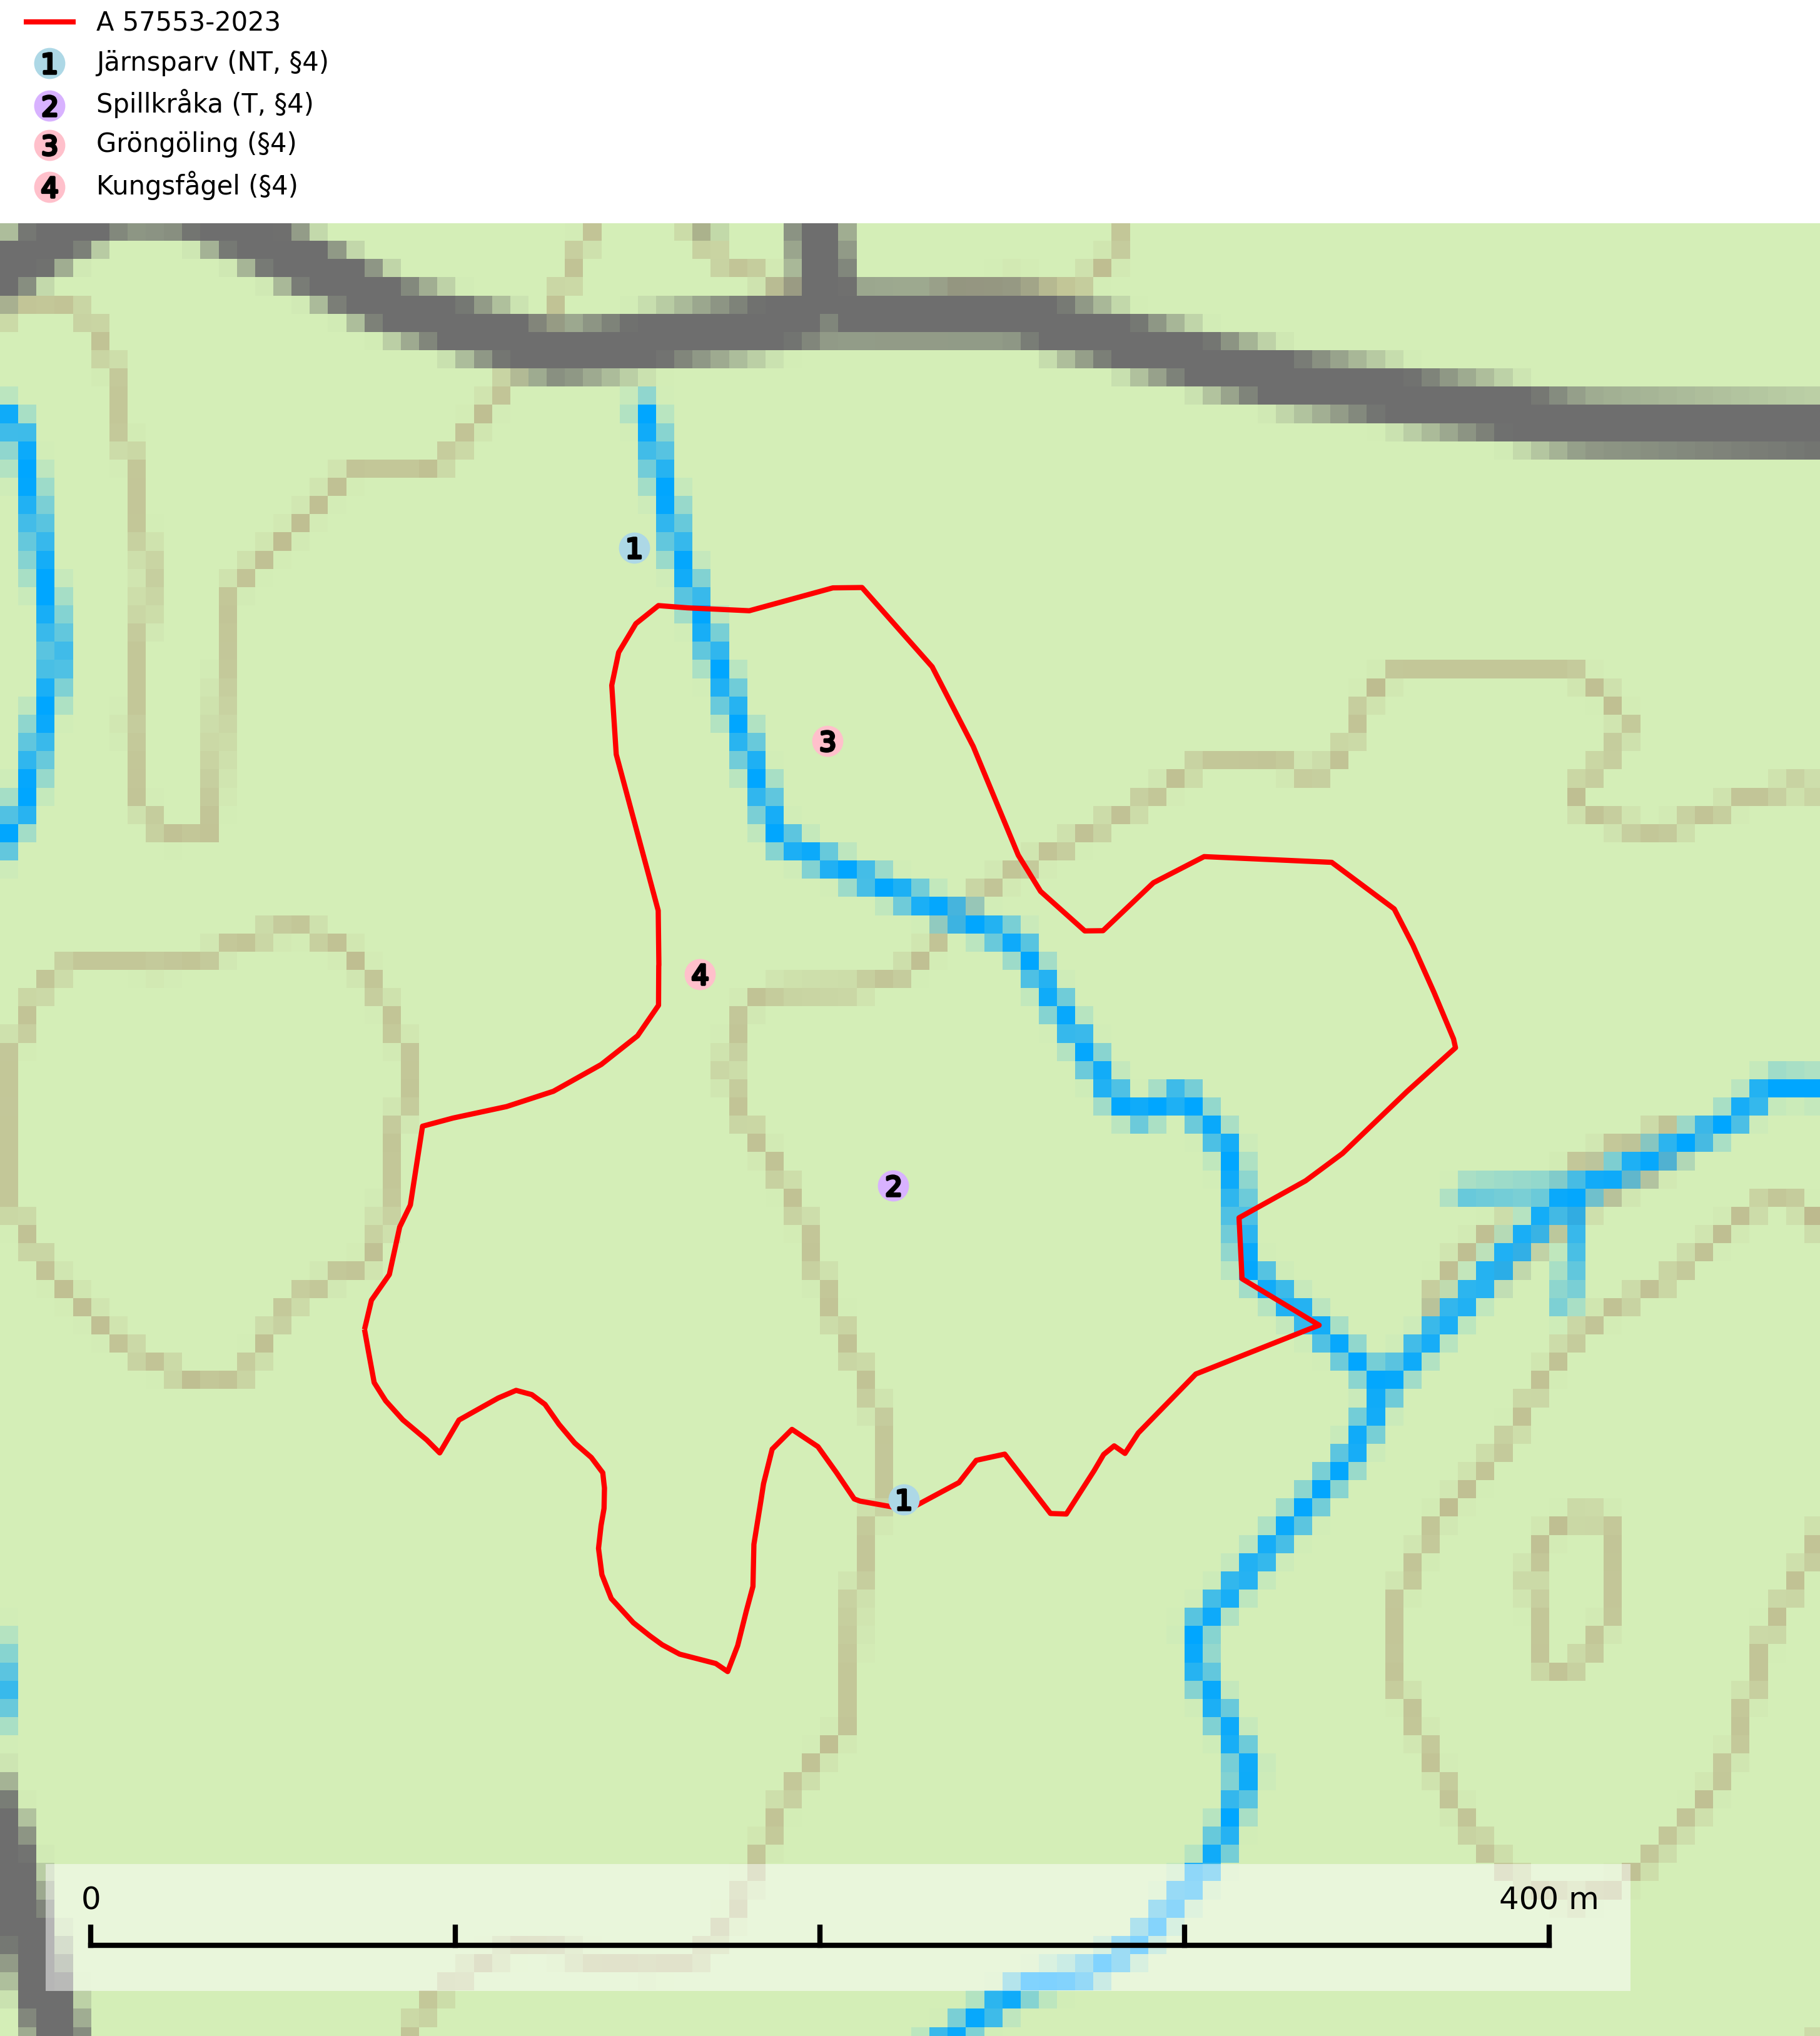 A 57553-2023
1 Järnsparv (NT, §4)
2 Spillkråka (T, §4)
3 Gröngöling (§4)
4 Kungsfågel (§4)
1
3
4
2
1
0 400 m